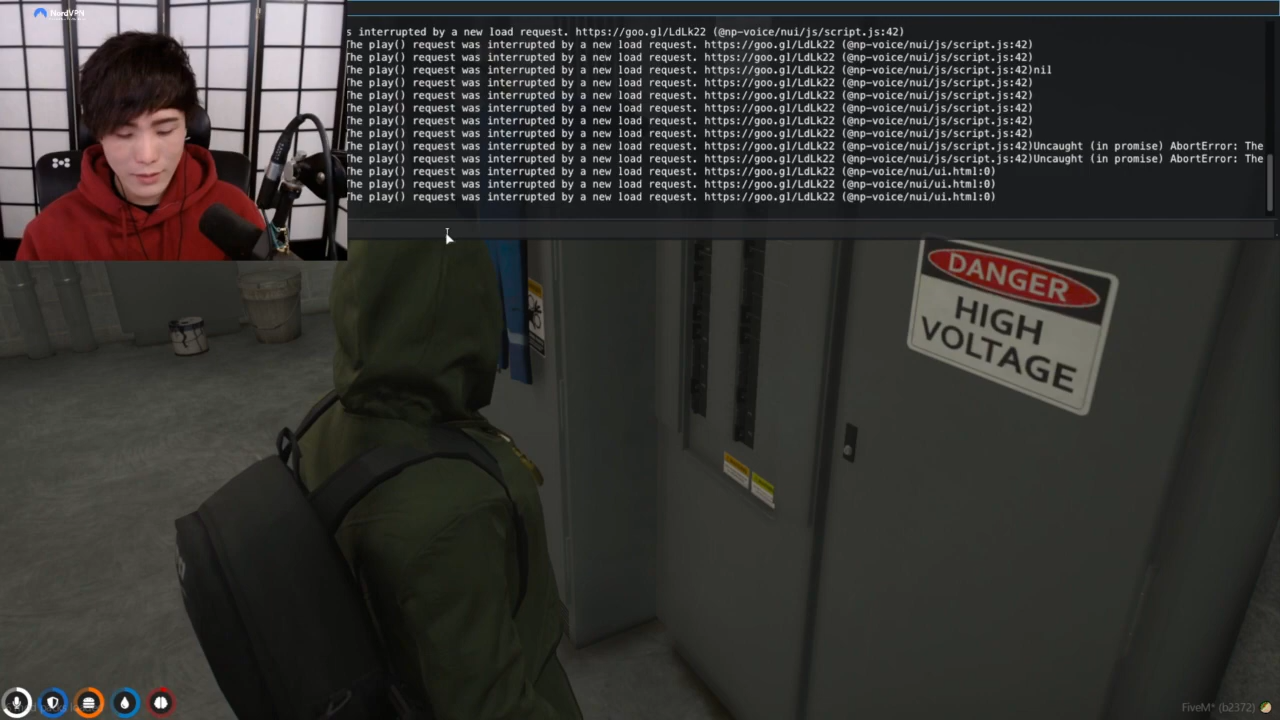 NordVPN
s interrupted by a new load request. https://goo.gl/LdLk22 (@np-voice/nui/js/script.js:42)
The play() request was interrupted by a new load request. https://goo.gl/LdLk22 (@np-voice/nui/js/script.js:42)
The play() request was interrupted by a new load request. https://goo.gl/LdLk22 (@np-voice/nui/js/script.js:42)
The play() request was interrupted by a new load request. https://goo.gl/LdLk22 (@np-voice/nui/js/script.js:42)nil
The play() request was interrupted by a new load request. https://goo.gl/LdLk22 (@np-voice/nui/js/script.js:42)
The play() request was interrupted by a new load request. https://goo.gl/LdLk22 (@np-voice/nui/js/script.js:42)
The play() request was interrupted by a new load request. https://goo.gl/LdLk22 (@np-voice/nui/js/script.js:42)
The play() request was interrupted by a new load request. https://goo.gl/LdLk22 (@np-voice/nui/js/script.js:42)
The play() request was interrupted by a new load request. https://goo.gl/LdLk22 (@np-voice/nui/js/script.js:42)
The play() request was interrupted by a new load request. https://goo.gl/LdLk22 (@np-voice/nui/js/script.js:42)Uncaught (in promise) AbortError: The
The play() request was interrupted by a new load request. https://goo.gl/LdLk22 (@np-voice/nui/js/script.js:42)Uncaught (in promise) AbortError: The
The play() request was interrupted by a new load request. https://goo.gl/LdLk22 (@np-voice/nui/ui.html:0)
The play() request was interrupted by a new load request. https://goo.gl/LdLk22 (@np-voice/nui/ui.html:0)
The play() request was interrupted by a new load request. https://goo.gl/LdLk22 (@np-voice/nui/ui.html:0)
DANGER
HIGH
VOLTAGE
FiveM* (b2372)